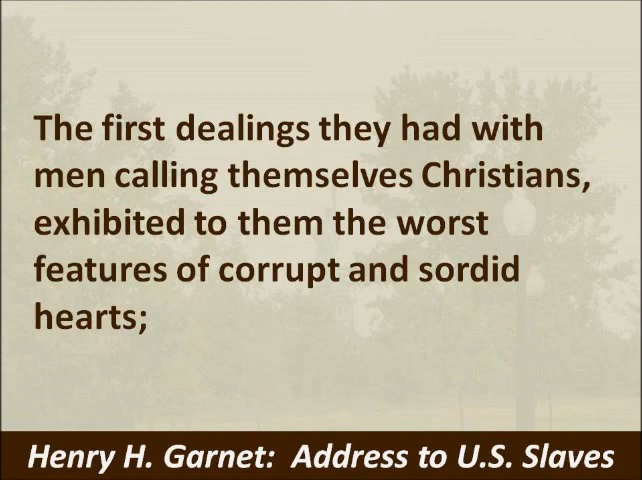 The first dealings they had with
men calling themselves Christians,
exhibited to them the worst
features of corrupt and sordid
hearts;
Henry H. Garnet:  Address to U.S. Slaves